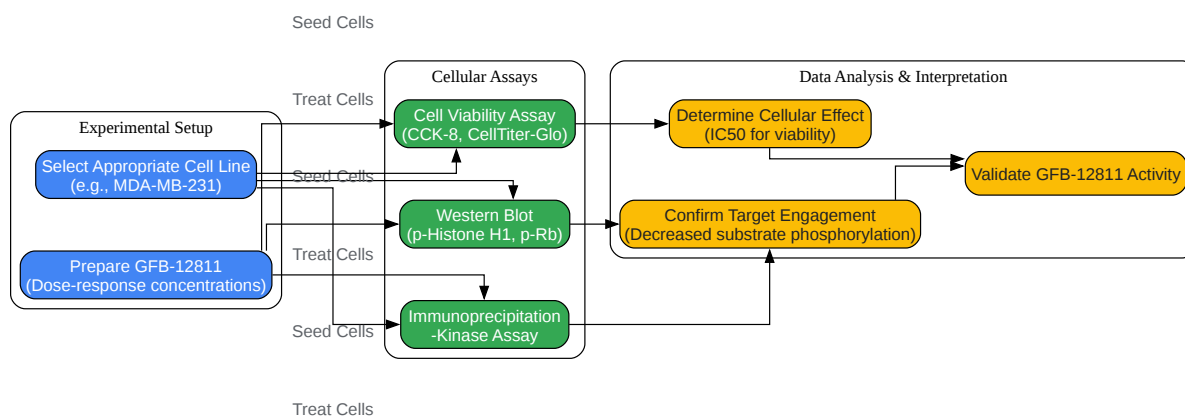 Seed Cells
Cellular Assays
Data Analysis & Interpretation
Treat Cells
Cell Viability Assay
(CCK-8, CellTiter-Glo)
Determine Cellular Effect
(IC50 for viability)
Experimental Setup
Select Appropriate Cell Line
(e.g., MDA-MB-231)
Seed Cells
Validate GFB-12811 Activity
Western Blot
(p-Histone H1, p-Rb)
Confirm Target Engagement
(Decreased substrate phosphorylation)
Treat Cells
Prepare GFB-12811
(Dose-response concentrations)
Immunoprecipitation
-Kinase Assay
Seed Cells
Treat Cells